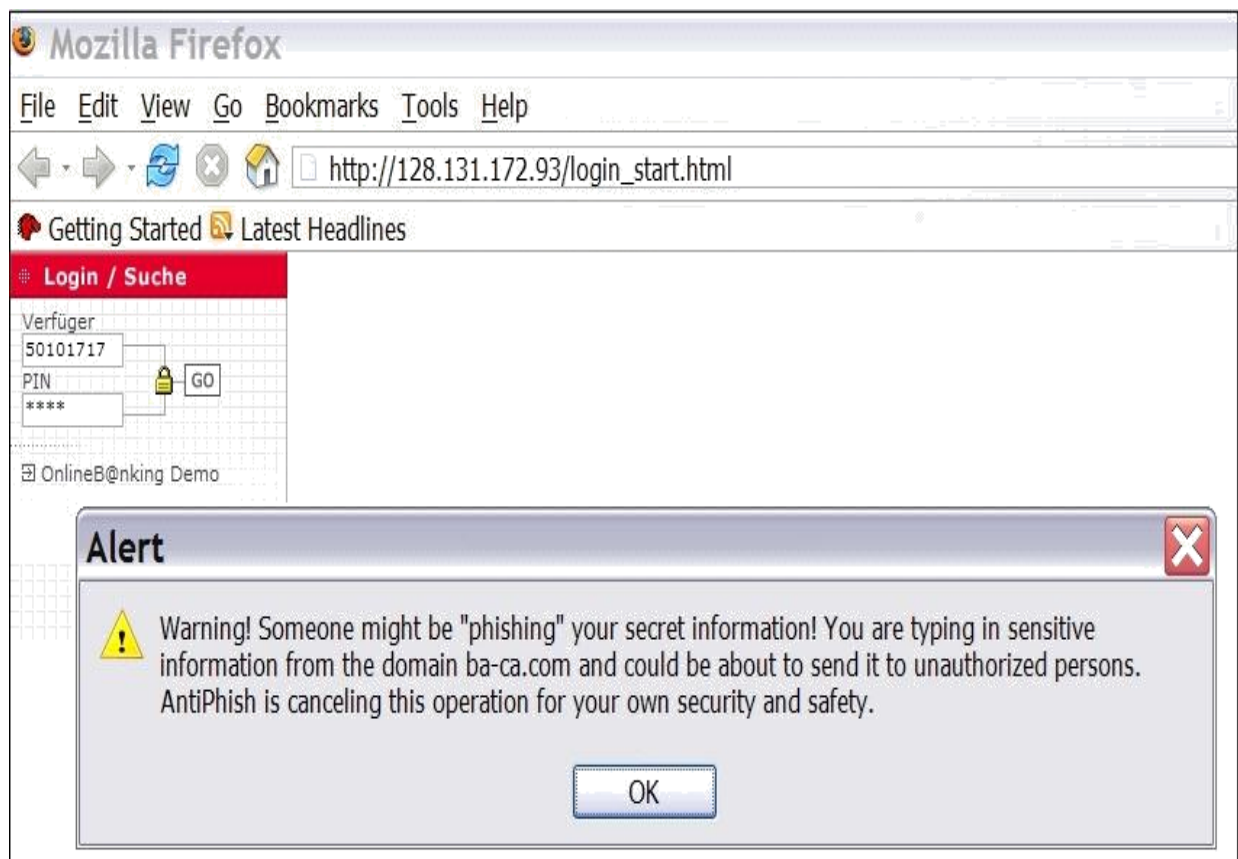 Mozilla Firefox
File Edit View Go Bookmarks Tools Help
http://128.131.172.93/login_start.html
Getting Started Latest Headlines
Login / Suche
Verfüger
50101717
PIN
GO
****
OnlineB@nking Demo
Alert
Warning! Someone might be "phishing" your secret information! You are typing in sensitive
information from the domain ba-ca.com and could be about to send it to unauthorized persons.
AntiPhish is canceling this operation for your own security and safety.
OK